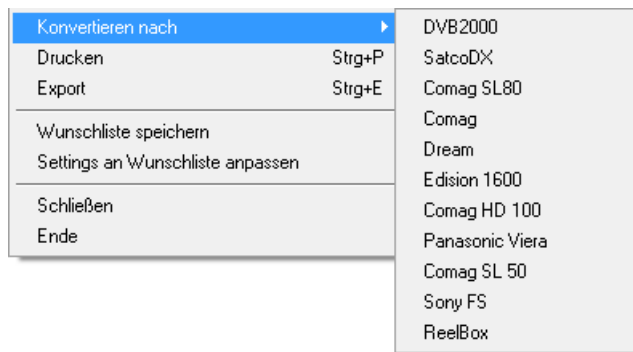 Konvertieren nach
Drucken Strg+P
Export Strg+E
Wunschliste speichern
Settings an Wunschliste anpassen
Schließen
Ende
DVB2000
SatcoDX
Comag SL80
Comag
Dream
Edision 1600
Comag HD 100
Panasonic Viera
Comag SL 50
Sony FS
ReelBox